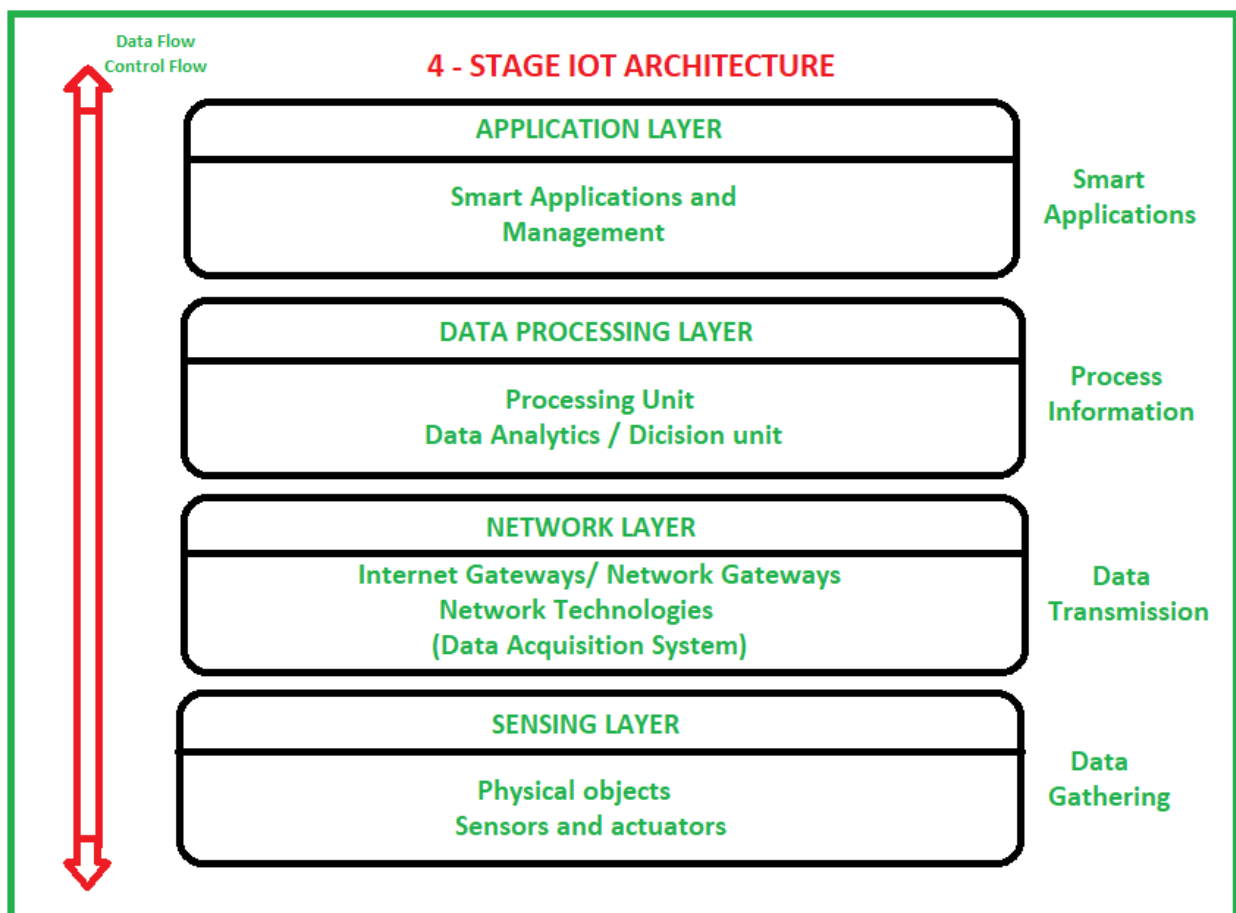 Data Flow
Control Flow
4 - STAGE IOT ARCHITECTURE
APPLICATION LAYER
Smart Applications and
Management
Smart
Applications
DATA PROCESSING LAYER
Processing Unit
Data Analytics / Dicision unit
Process
Information
NETWORK LAYER
Internet Gateways/ Network Gateways
Network Technologies
(Data Acquisition System)
Data
Transmission
SENSING LAYER
Physical objects
Sensors and actuators
Data
Gathering